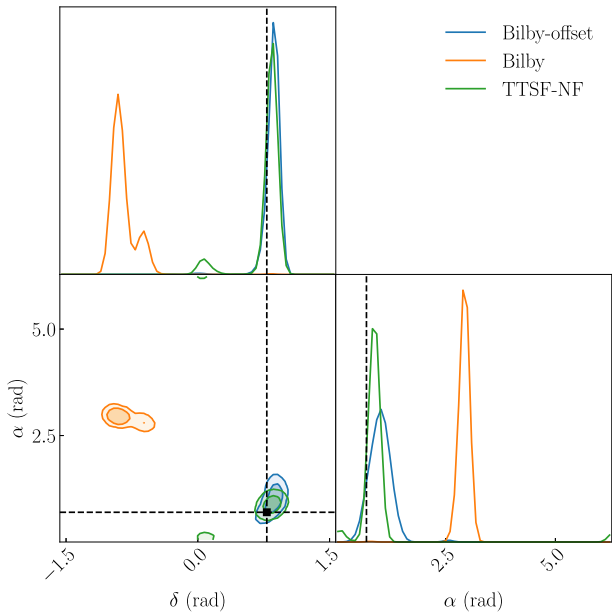 Bilby-offset
Bilby
TTSF-NF
5.0
2.5
α (rad)
-1.5
0.0
1.5
2.5
5.0
δ (rad)
α (rad)